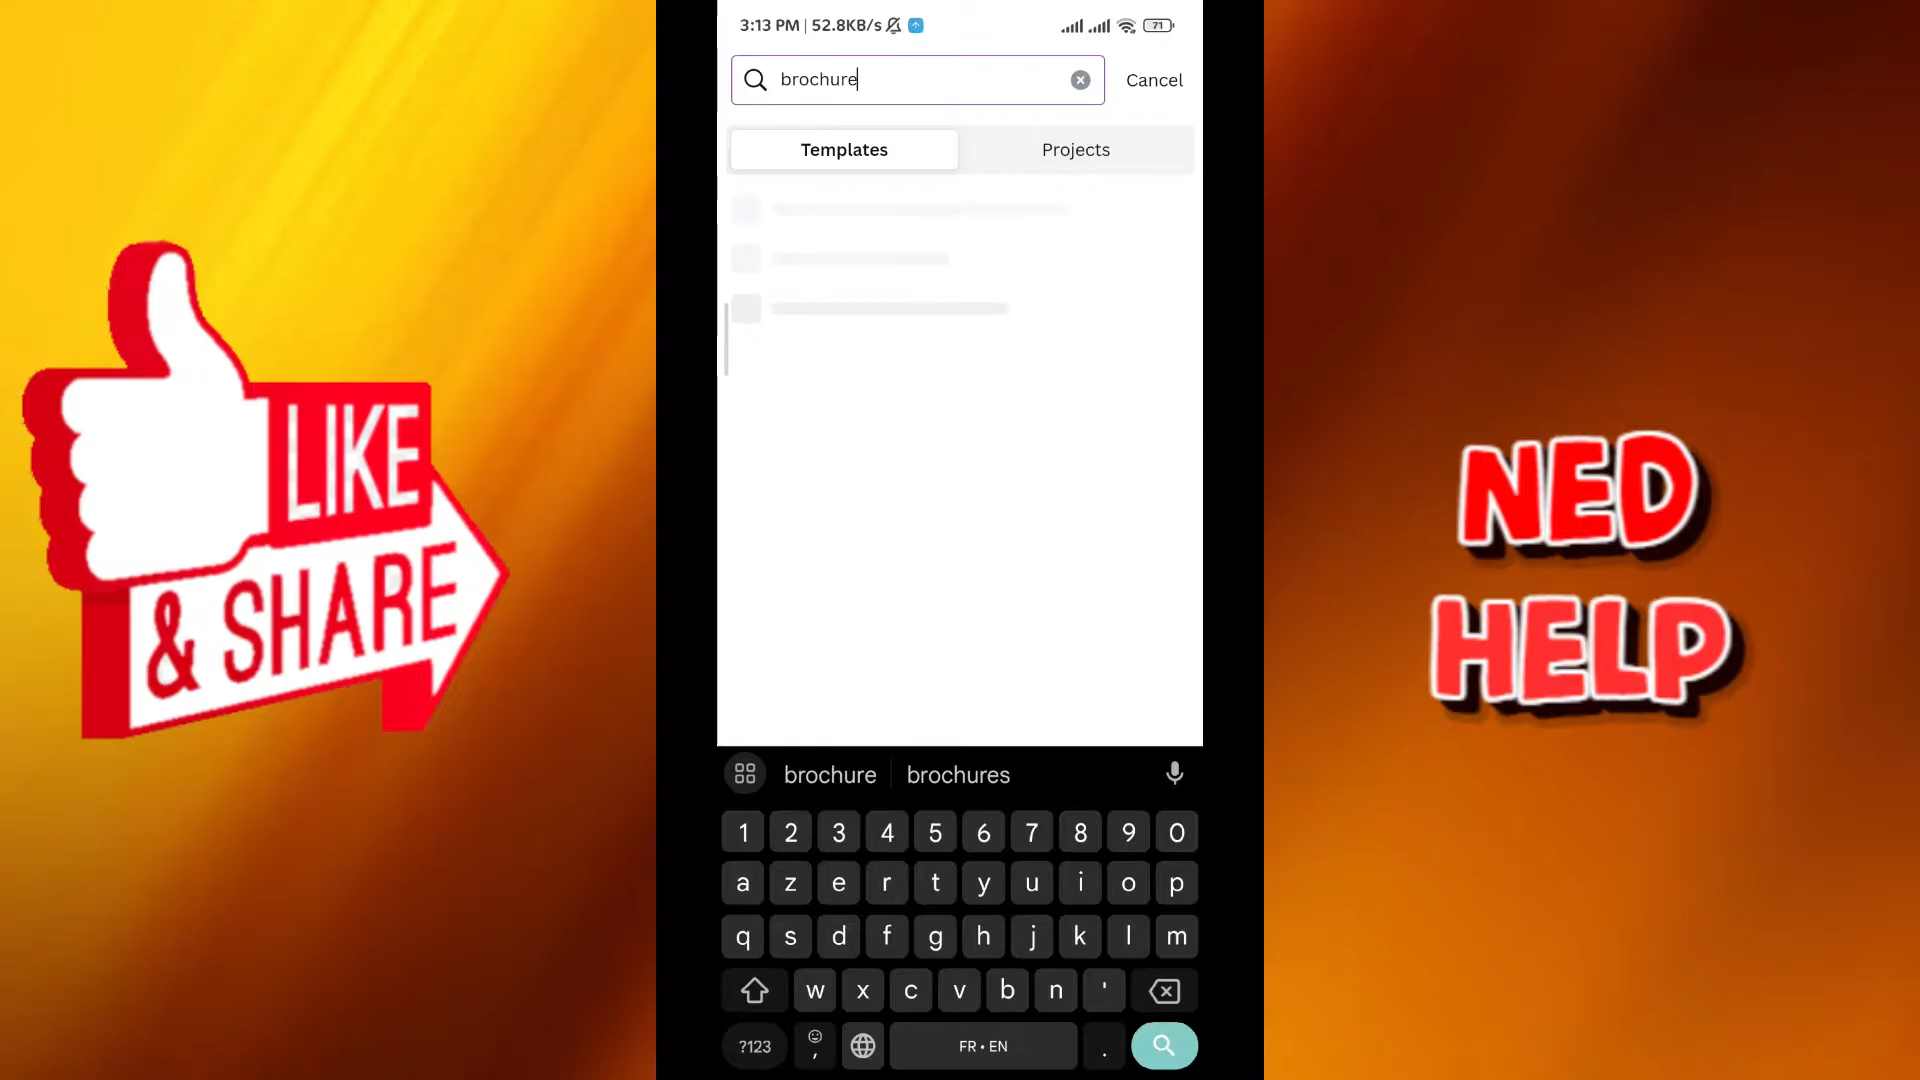 3:13 PM | 52.8KB/s
71
brochure
Cancel
Templates
Projects
LIKE
& SHARE
NED
HELP
brochure
brochures
1 2 3 4 5 6 7 8 9 0
a z e r t y u i o p
q s d f g h j k l m
w x c v b n '
?123 , FR • EN .